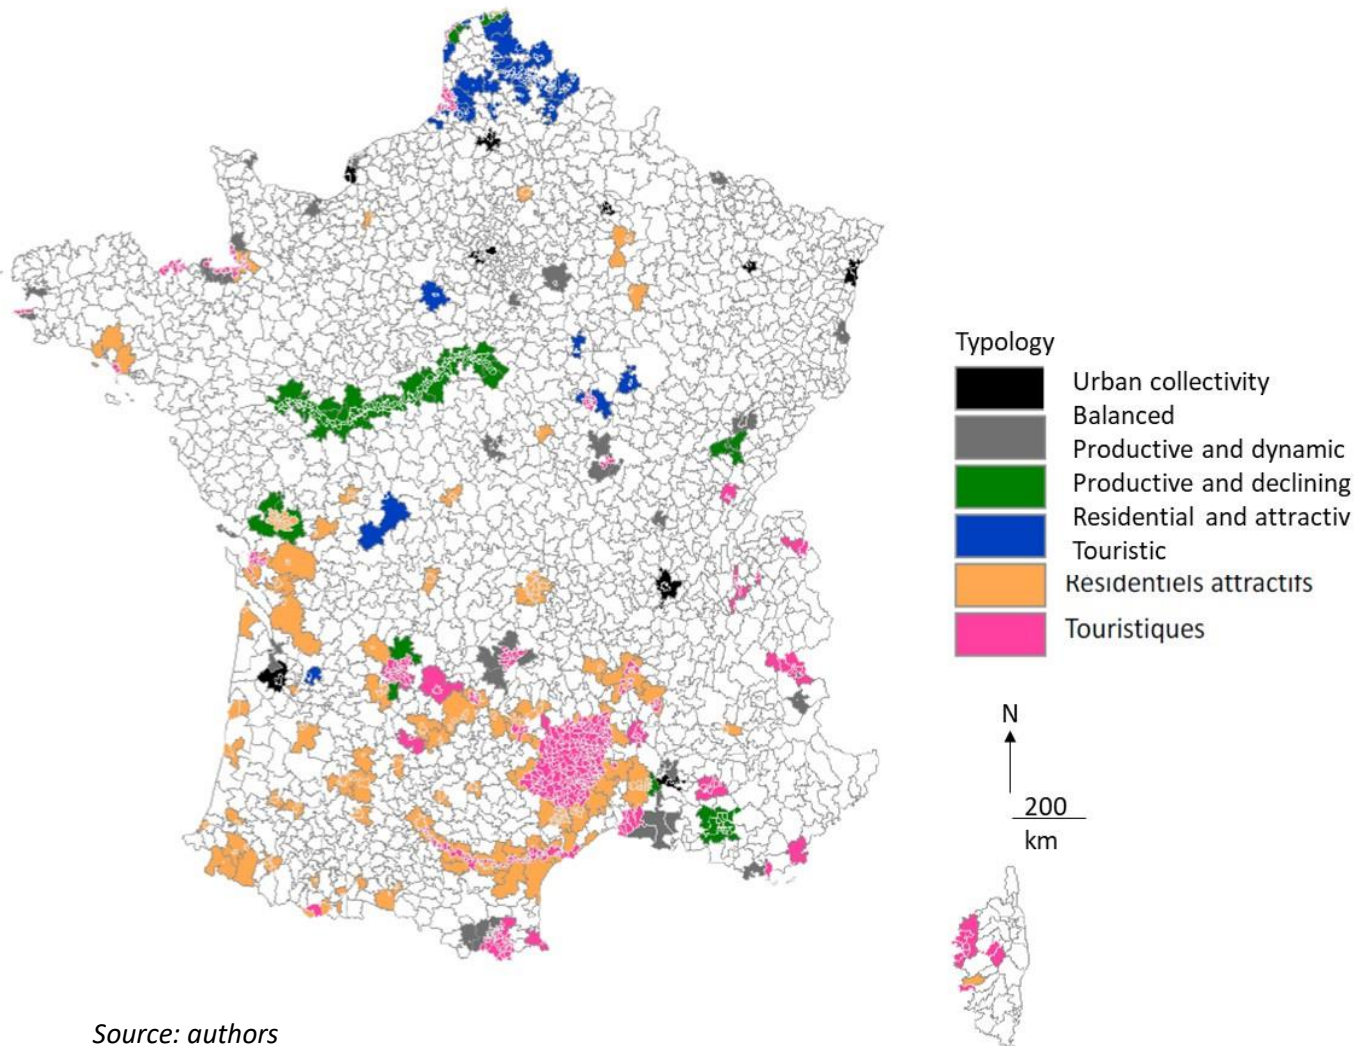 Typology
Urban collectivity
Balanced
Productive and dynamic
Productive and declining
Residential and attractiv
Touristic
Residentiels attractifs
Touristiques
N
200
km
Source: authors